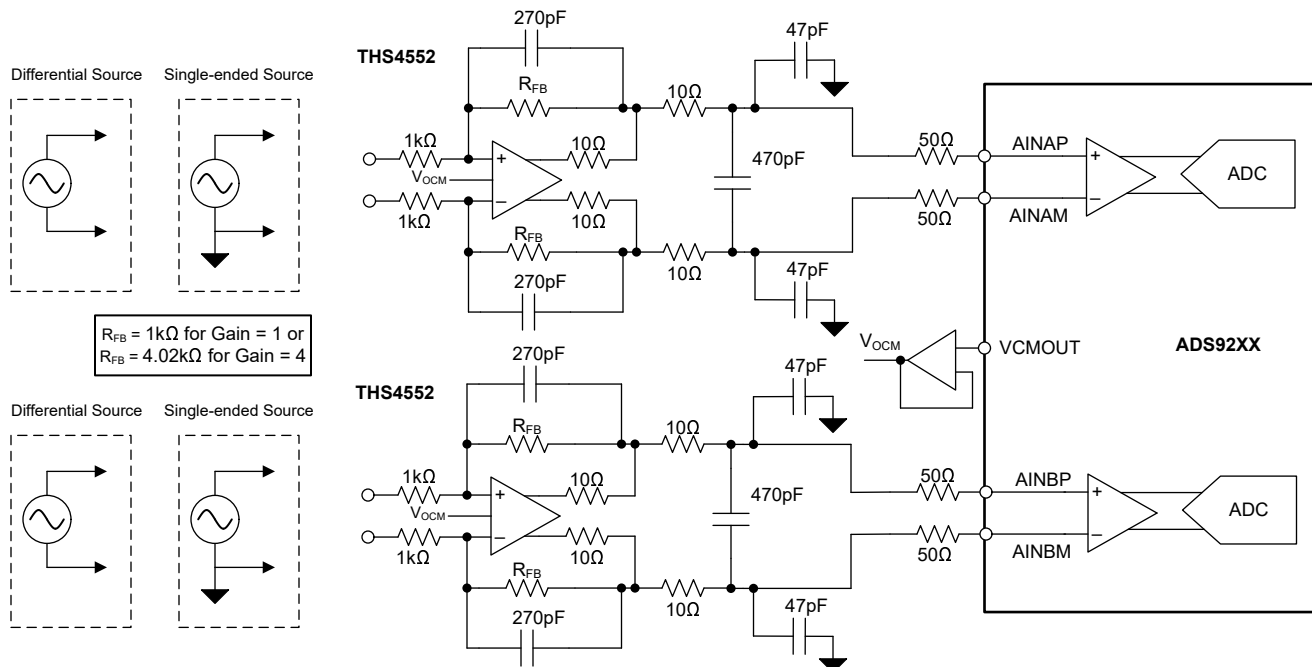 270pF
47pF
THS4552
Differential Source
Single-ended Source
RFB
10Ω
1kΩ
10Ω
50Ω
AINAP
+
+
VOCM
470pF
ADC
−
−
1kΩ
10Ω
50Ω
AINAM
RFB
10Ω
270pF
47pF
RFB = 1kΩ for Gain = 1 or
RFB = 4.02kΩ for Gain = 4
VOCM
VCMOUT
ADS92XX
270pF
47pF
THS4552
Differential Source
Single-ended Source
RFB
10Ω
1kΩ
10Ω
50Ω
AINBP
+
+
VOCM
470pF
ADC
−
−
1kΩ
10Ω
50Ω
AINBM
RFB
10Ω
270pF
47pF